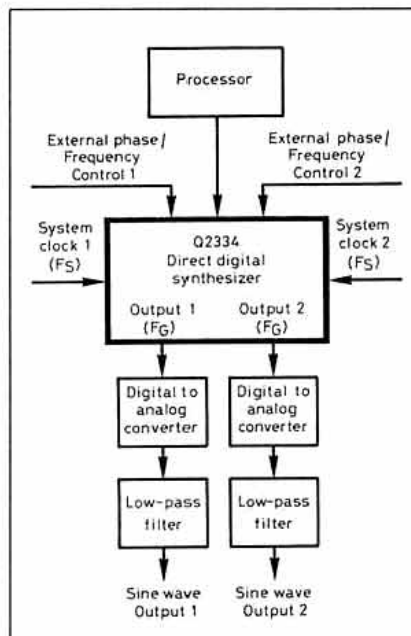 Processor
External phase/
Frequency
Control 1
External phase/
Frequency
Control 2
System
clock 1
(FS)
Q2334
Direct digital
synthesizer
System
clock 2
(FS)
Output 1
(FG)
Output 2
(FG)
Digital to
analog
converter
Digital to
analog
converter
Low-pass
filter
Low-pass
filter
Sine wave
Output 1
Sine wave
Output 2